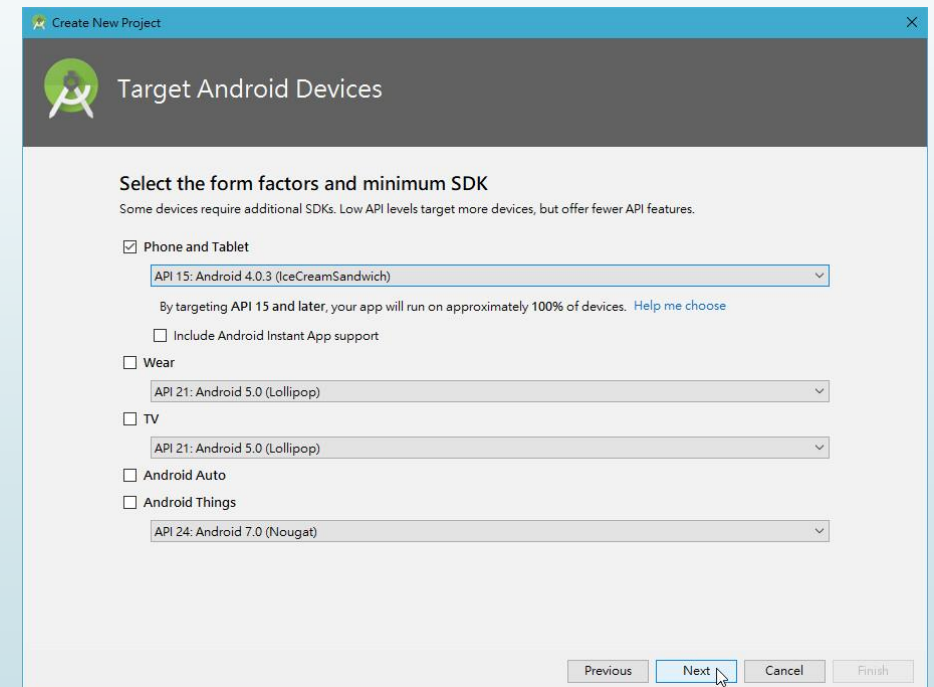 Create New Project
Target Android Devices
Select the form factors and minimum SDK
Some devices require additional SDKs. Low API levels target more devices, but offer fewer API features.
Phone and Tablet
API 15: Android 4.0.3 (IceCreamSandwich)
By targeting API 15 and later, your app will run on approximately 100% of devices. Help me choose
Include Android Instant App support
Wear
API 21: Android 5.0 (Lollipop)
TV
API 21: Android 5.0 (Lollipop)
Android Auto
Android Things
API 24: Android 7.0 (Nougat)
Previous Next Cancel Finish